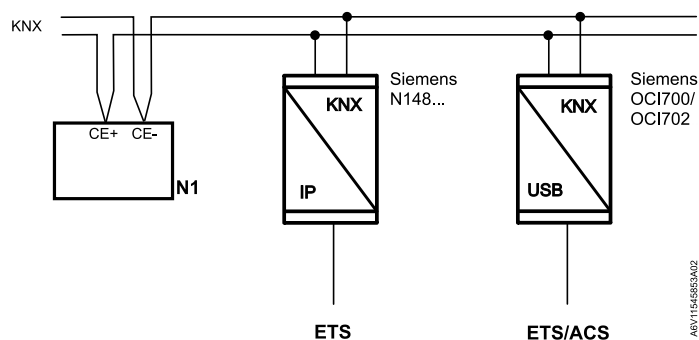 KNX
CE+ CE-
N1
KNX
IP
Siemens
N148...
ETS
KNX
USB
Siemens
OCI700/
OCI702
ETS/ACS
A6V11545853A02